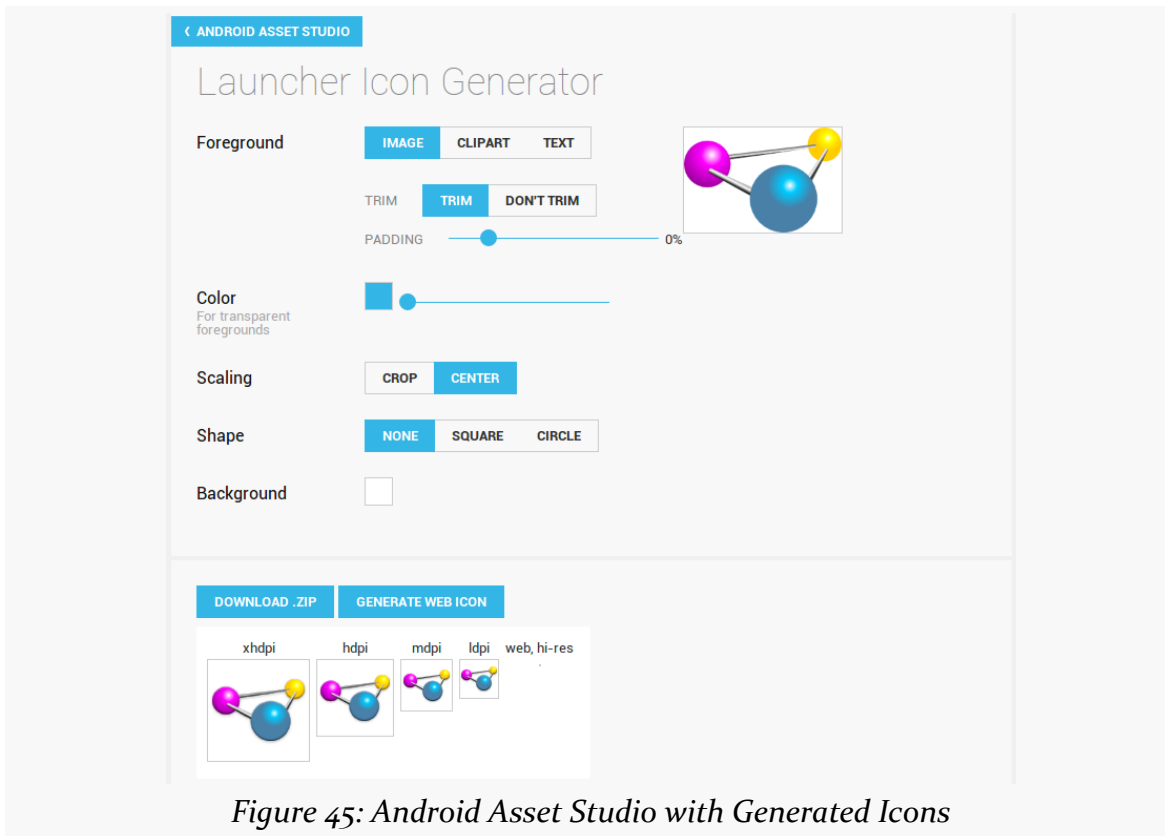 ‹ ANDROID ASSET STUDIO
Launcher Icon Generator
Foreground
IMAGE CLIPART TEXT
TRIM TRIM DON'T TRIM
PADDING 0%
Color
For transparent
foregrounds
Scaling
CROP CENTER
Shape
NONE SQUARE CIRCLE
Background
DOWNLOAD .ZIP GENERATE WEB ICON
xhdpi hdpi mdpi ldpi web, hi-res
Figure 45: Android Asset Studio with Generated Icons